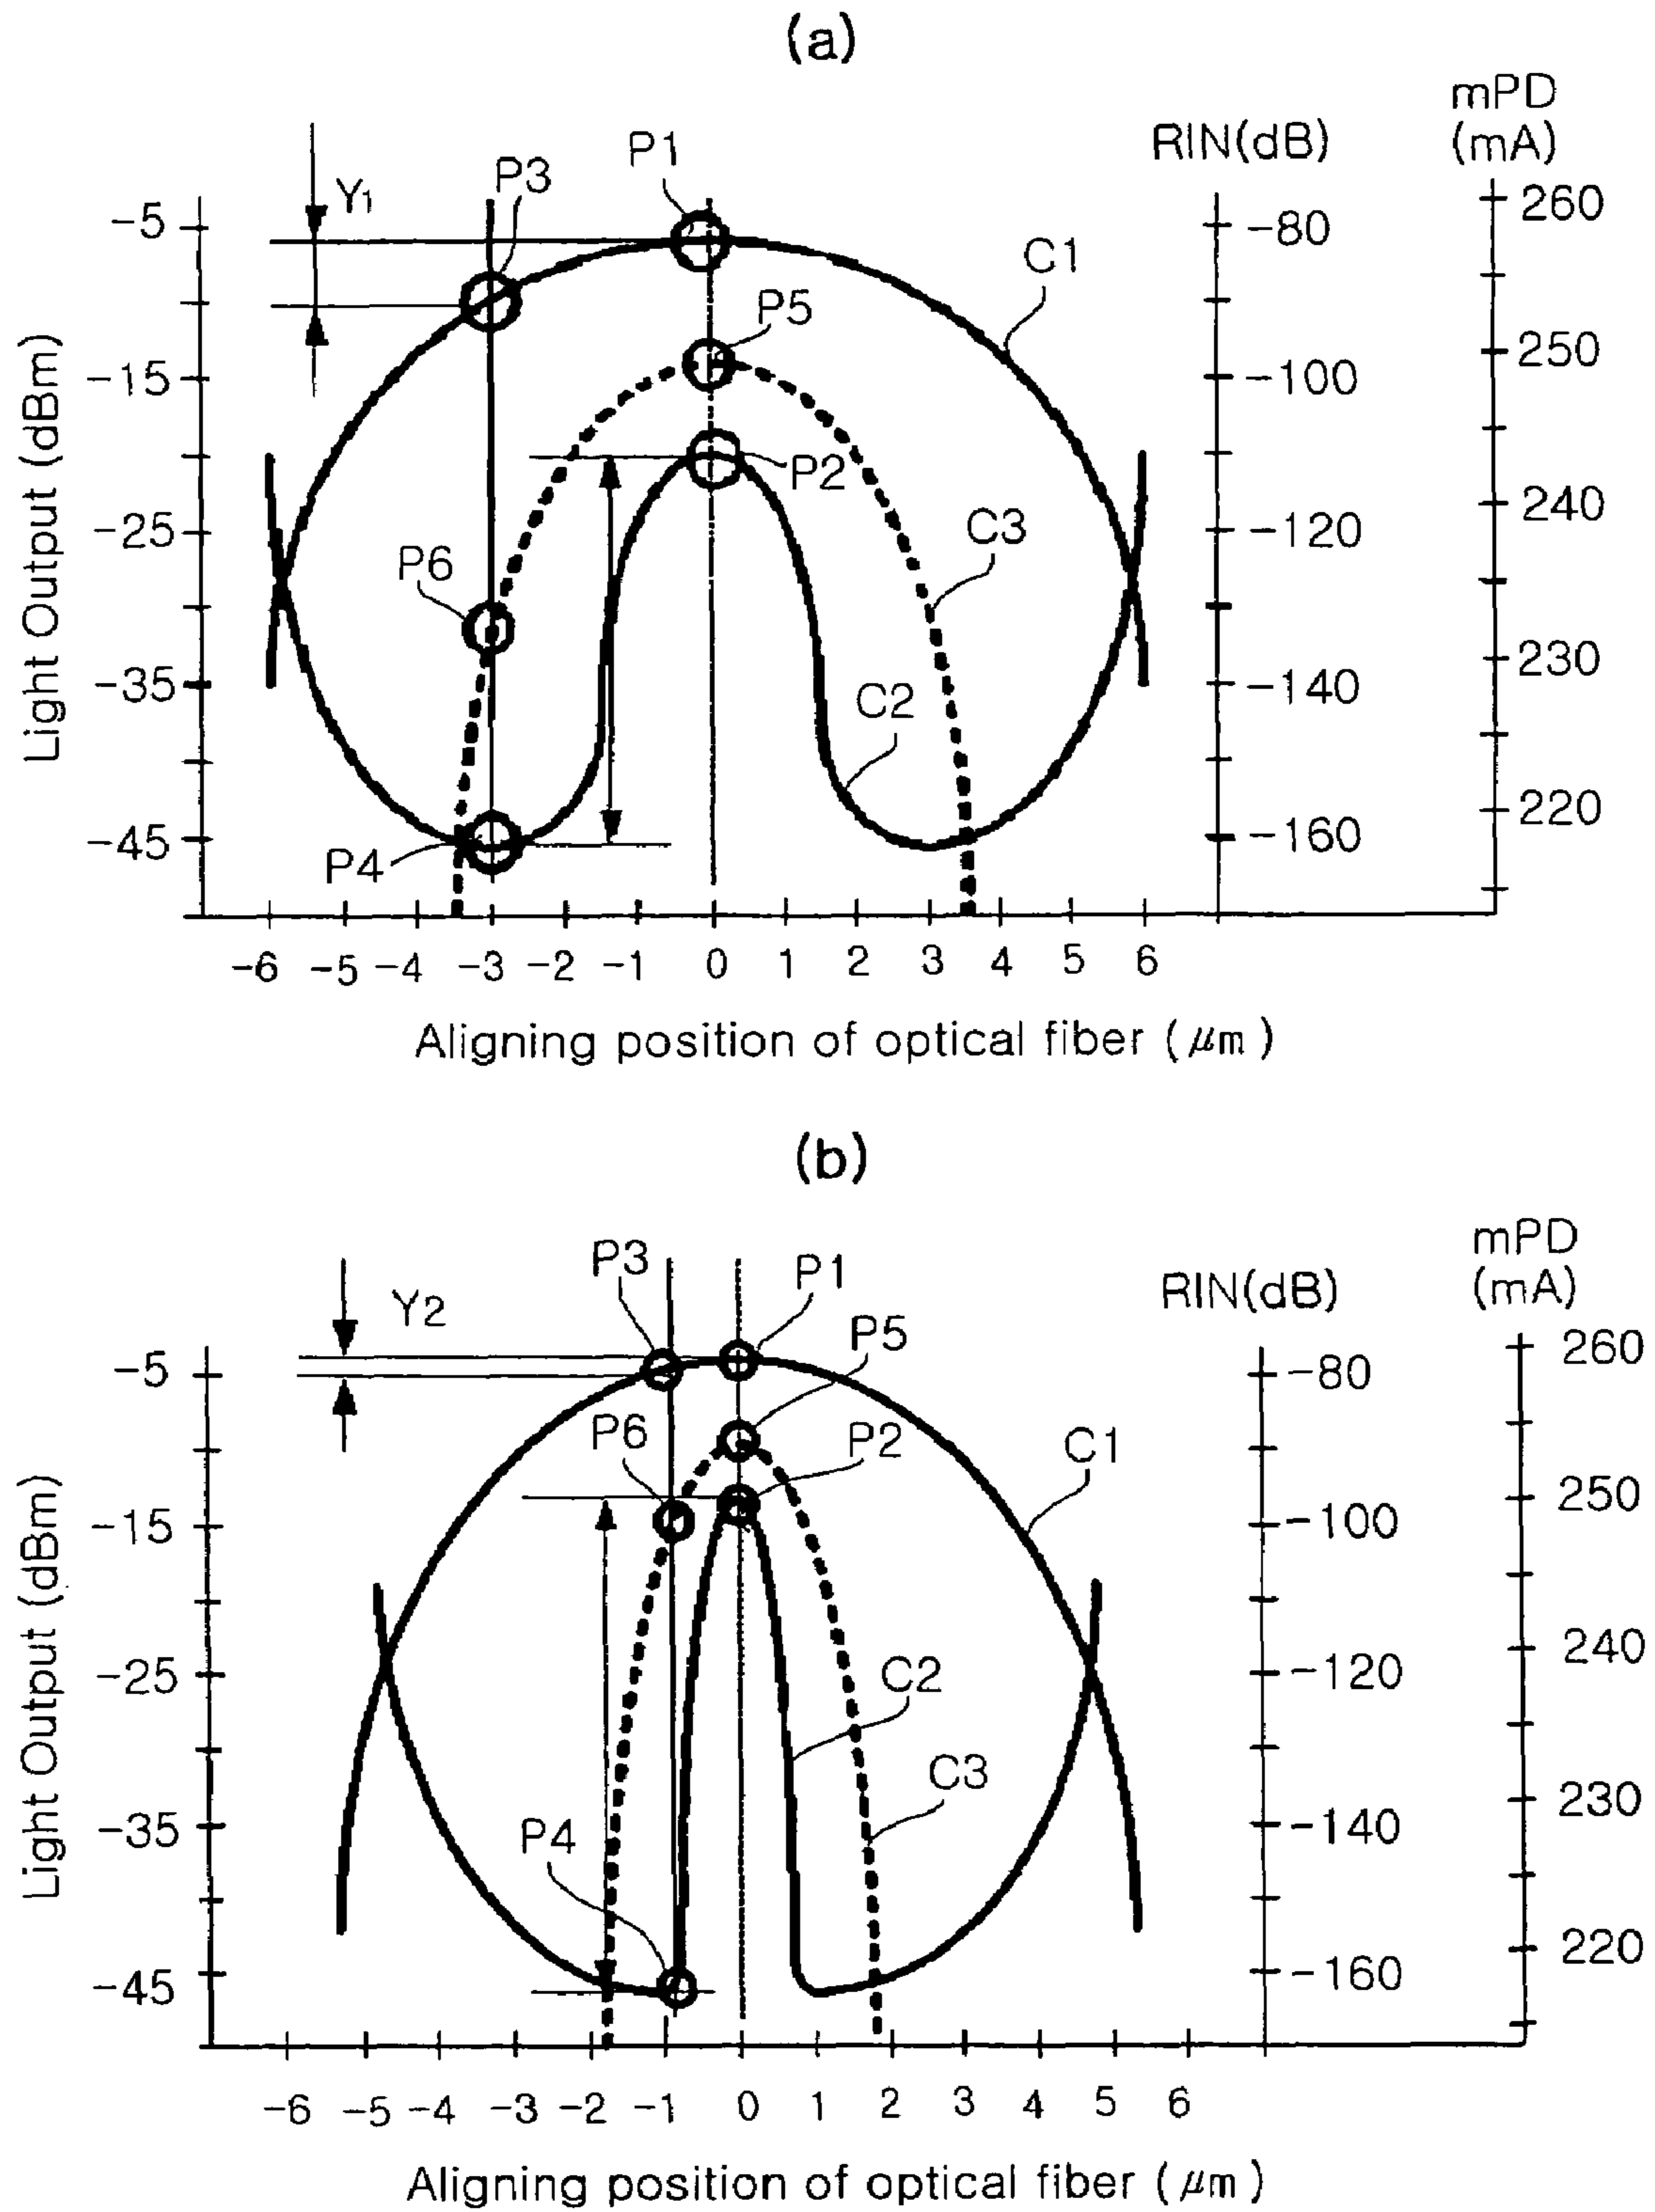 (a)
mPD
(mA)
RIN(dB)
P1
P3
Y1
P5
P2
P6
P4
C1
C3
C2
Light Output (dBm)
-5
-15
-25
-35
-45
-80
-100
-120
-140
-160
260
250
240
230
220
-6 -5 -4 -3 -2 -1 0 1 2 3 4 5 6
Aligning position of optical fiber (μm)
(b)
mPD
(mA)
RIN(dB)
P3
P1
Y2
P5
P6
P2
C1
C2
C3
P4
Light Output (dBm)
-5
-15
-25
-35
-45
-80
-100
-120
-140
-160
260
250
240
230
220
-6 -5 -4 -3 -2 -1 0 1 2 3 4 5 6
Aligning position of optical fiber (μm)